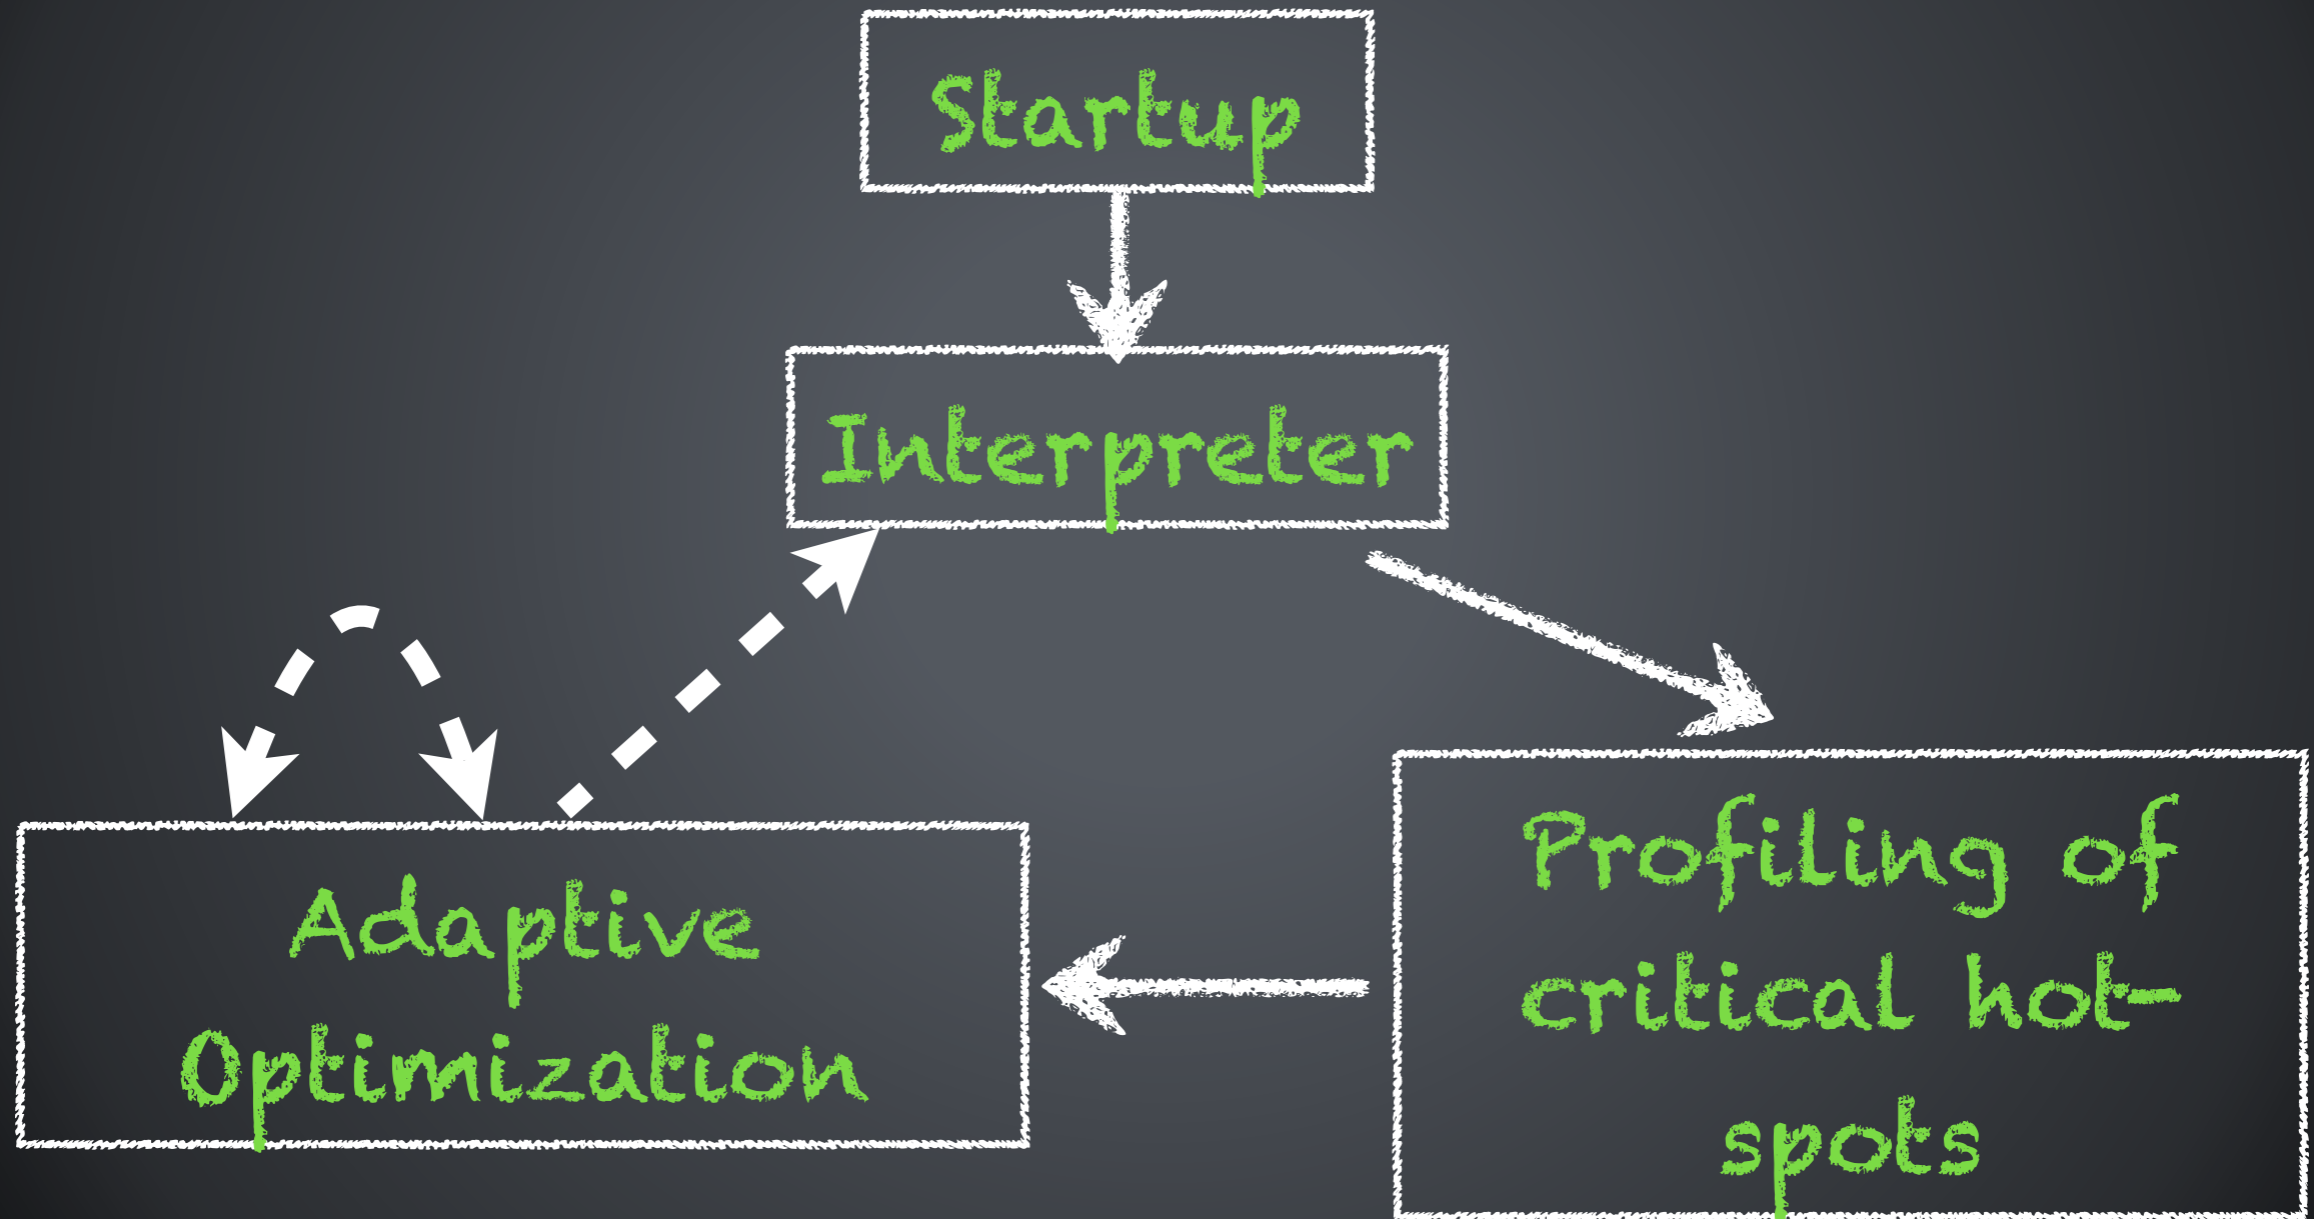 Startup
Interpreter
Adaptive
Optimization
Profiling of
critical hot-
spots